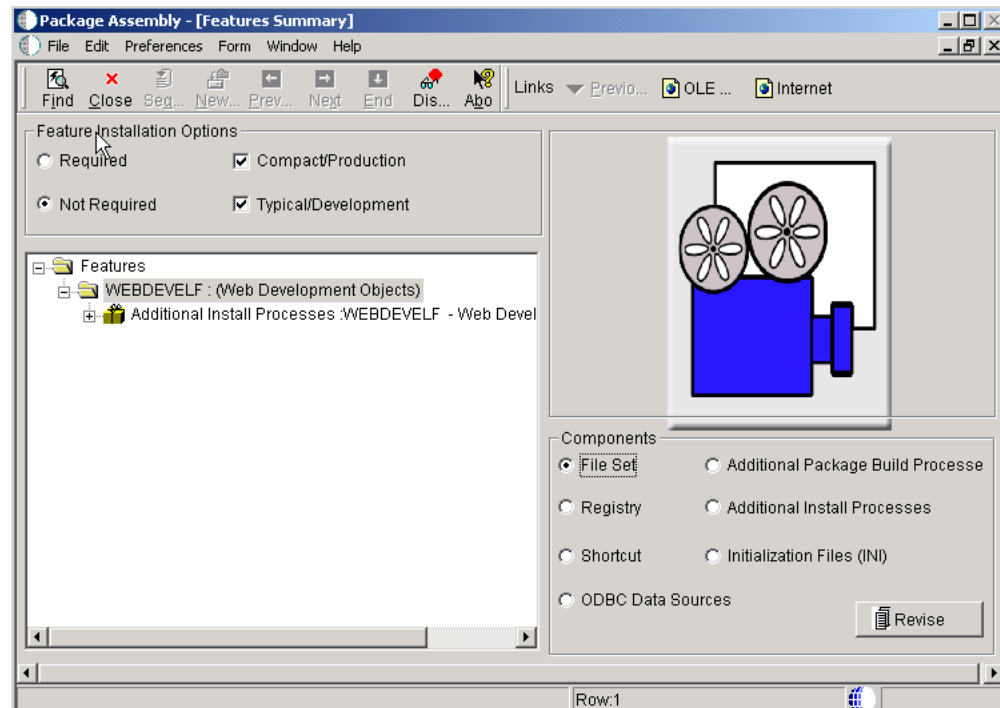 Package Assembly - [Features Summary]
File Edit Preferences Form Window Help
Find Close Seq... New... Prev... Next End Dis... Abo Links Previo... OLE ... Internet
Feature Installation Options
Required Compact/Production
Not Required Typical/Development
Features
WEBDEVELF : (Web Development Objects)
Additional Install Processes :WEBDEVELF - Web Devel
Components
File Set Additional Package Build Processe
Registry Additional Install Processes
Shortcut Initialization Files (INI)
ODBC Data Sources
Revise
Row:1